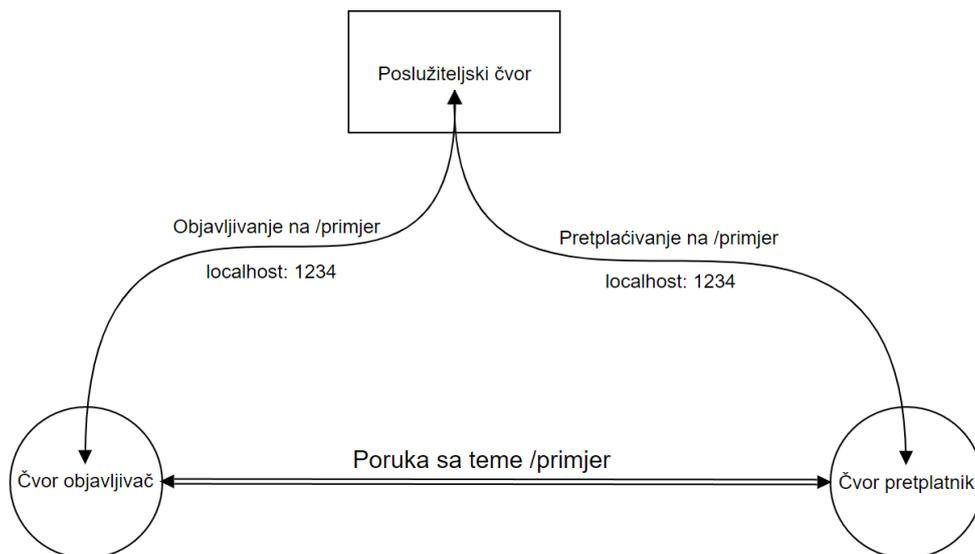 Poslužiteljski čvor
Objavljivanje na /primjer
Pretplaćivanje na /primjer
localhost: 1234
localhost: 1234
Poruka sa teme /primjer
Čvor objavljivač
Čvor pretplatnik